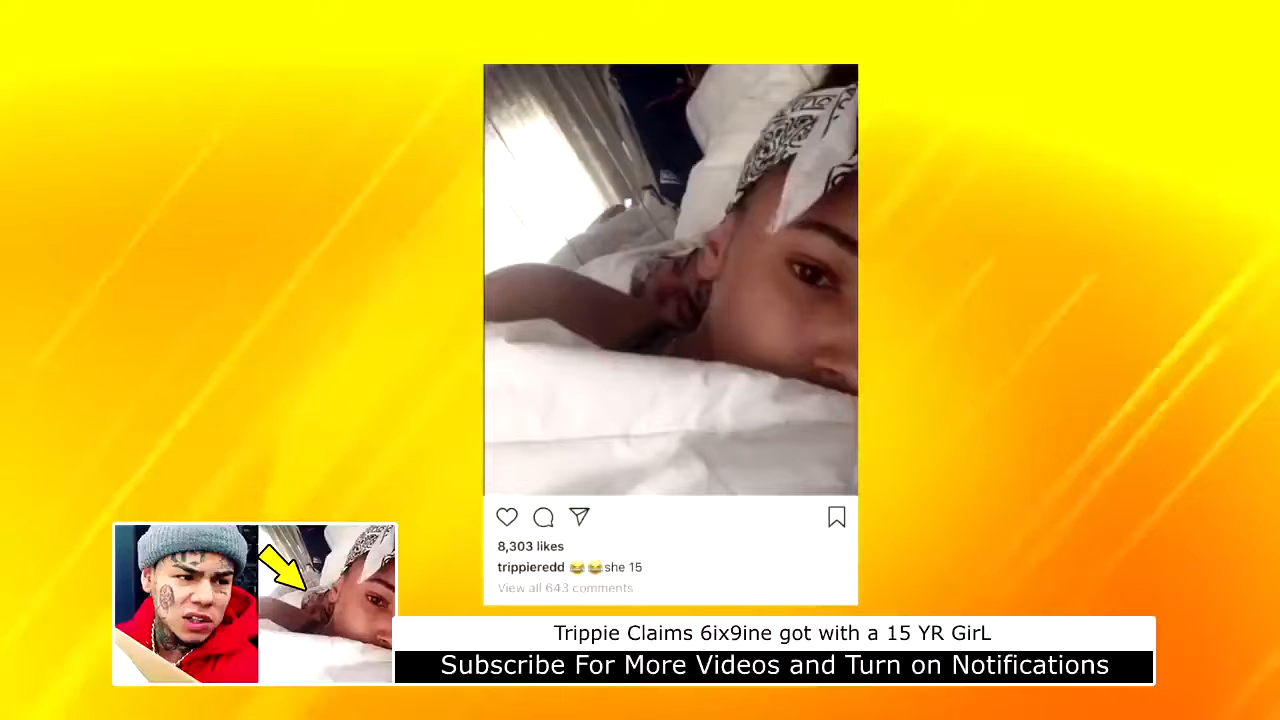 8,303 likes
trippieredd 😂😂she 15
View all 643 comments
Trippie Claims 6ix9ine got with a 15 YR GirL
Subscribe For More Videos and Turn on Notifications